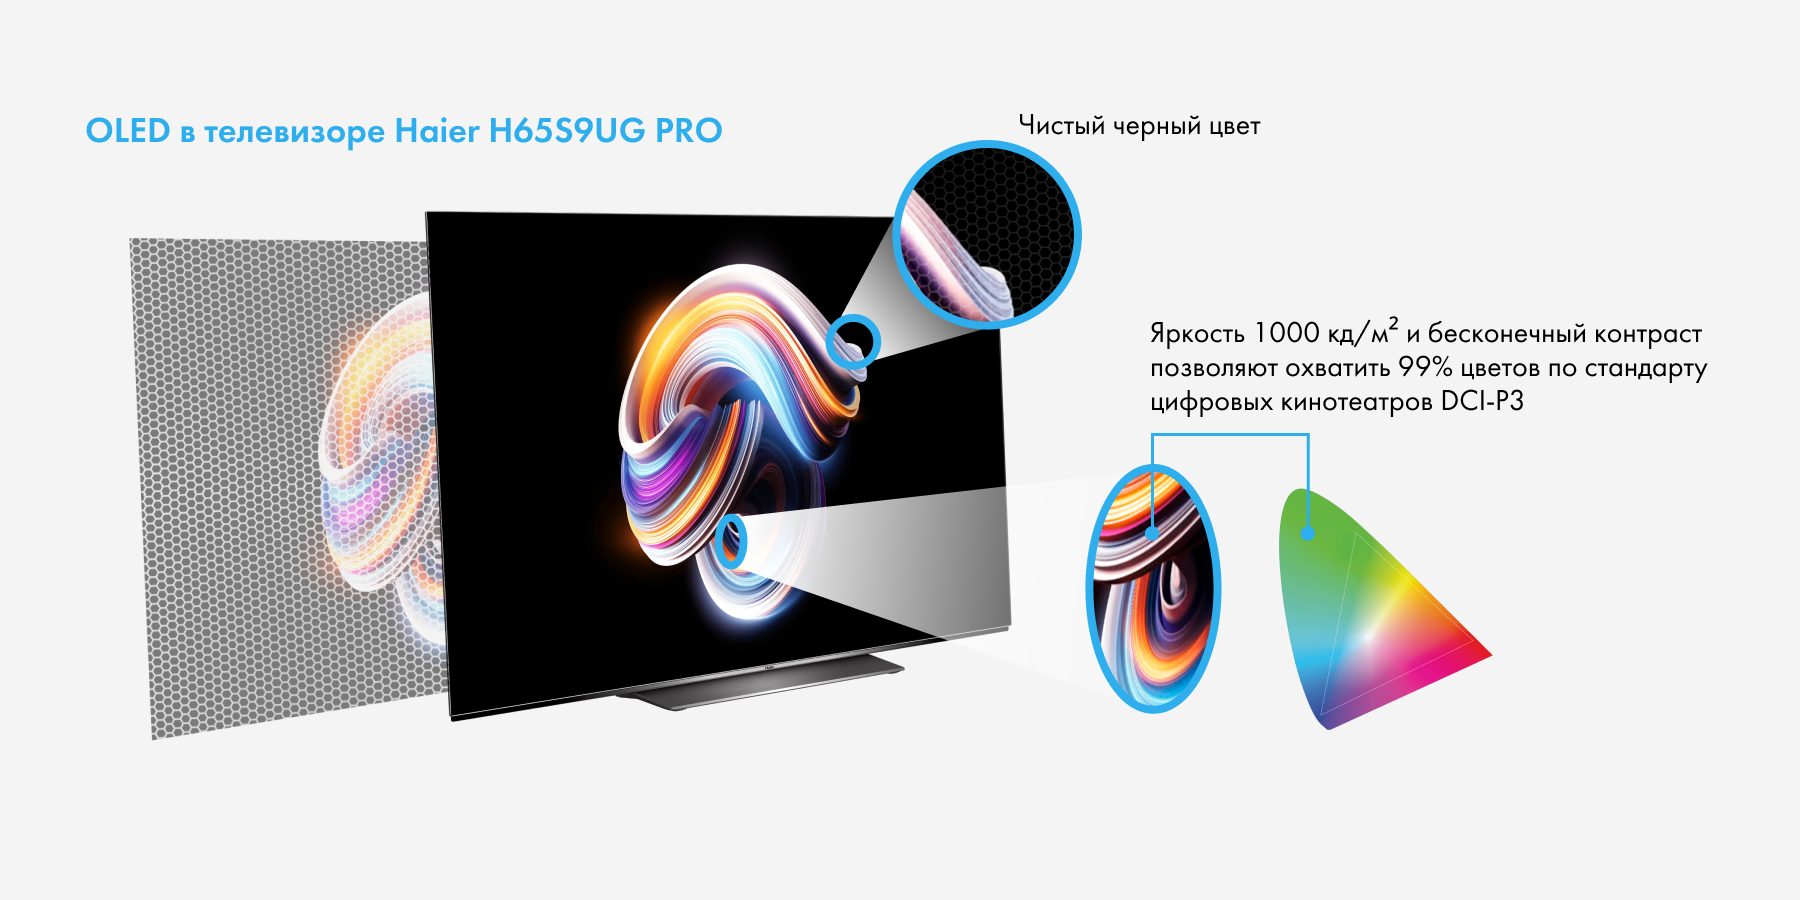 OLED в телевизоре Haier H65S9UG PRO
Чистый черный цвет
Яркость 1000 кд/м² и бесконечный контраст
позволяют охватить 99% цветов по стандарту
цифровых кинотеатров DCI-P3